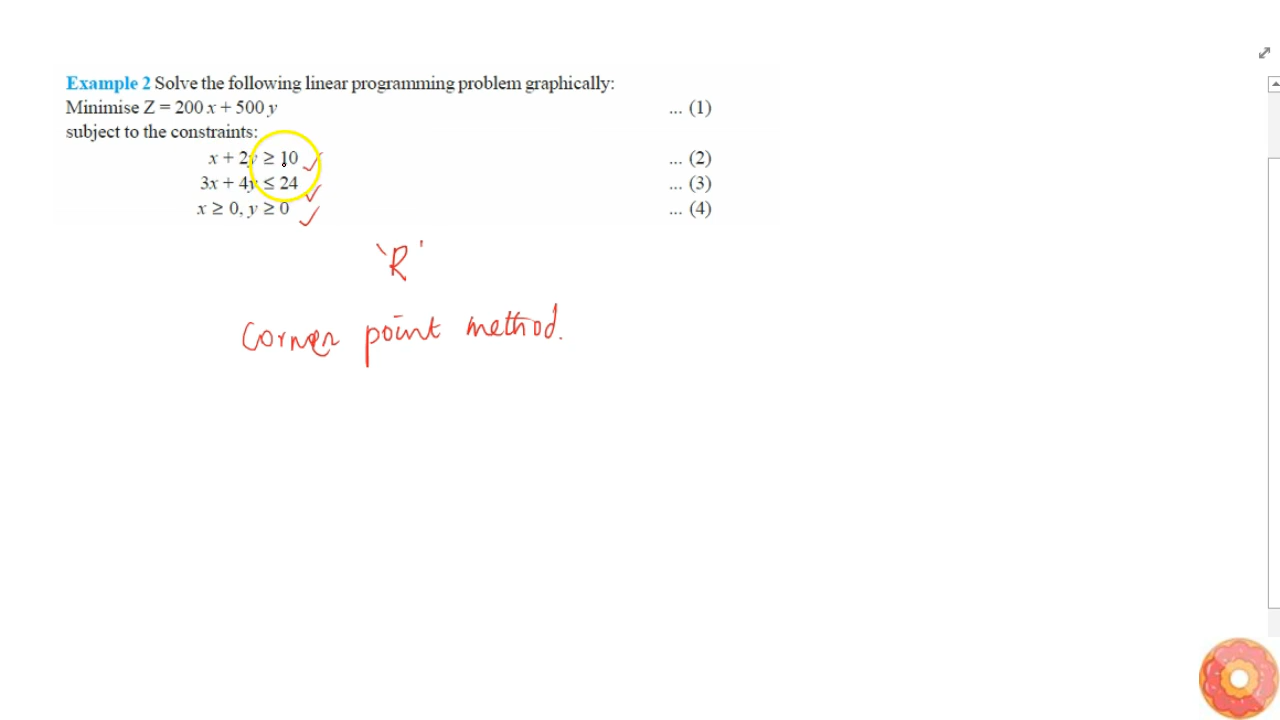 Example 2 Solve the following linear programming problem graphically:
Minimise Z = 200 x + 500 y ... (1)
subject to the constraints:
x + 2y ≥ 10 ... (2)
3x + 4y ≤ 24 ... (3)
x ≥ 0, y ≥ 0 ... (4)
'R'
Corner point method.